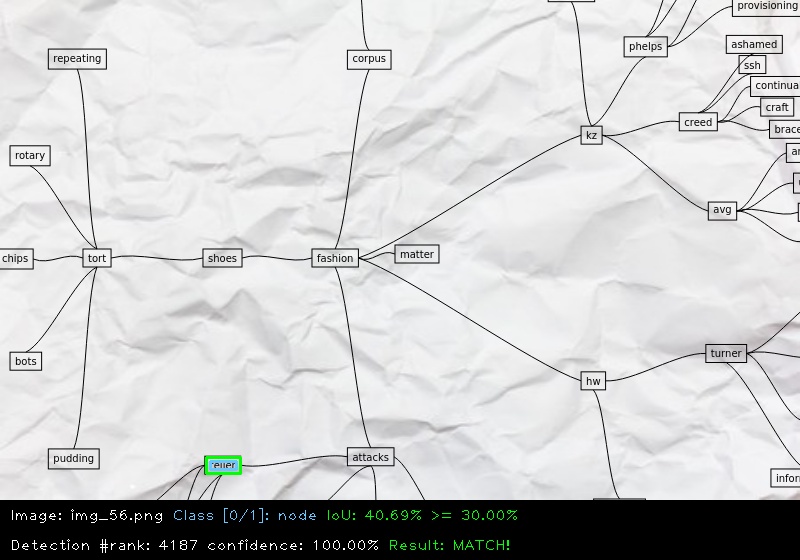 provisioning
phelps
ashamed
repeating
corpus
ssh
continua
craft
creed
brace
kz
rotary
avg
chips
tort
shoes
fashion
matter
turner
bots
hw
pudding
attacks
inforr
Image: img_56.png Class [0/1]: node IoU: 40.69% >= 30.00%
Detection #rank: 4187 confidence: 100.00% Result: MATCH!